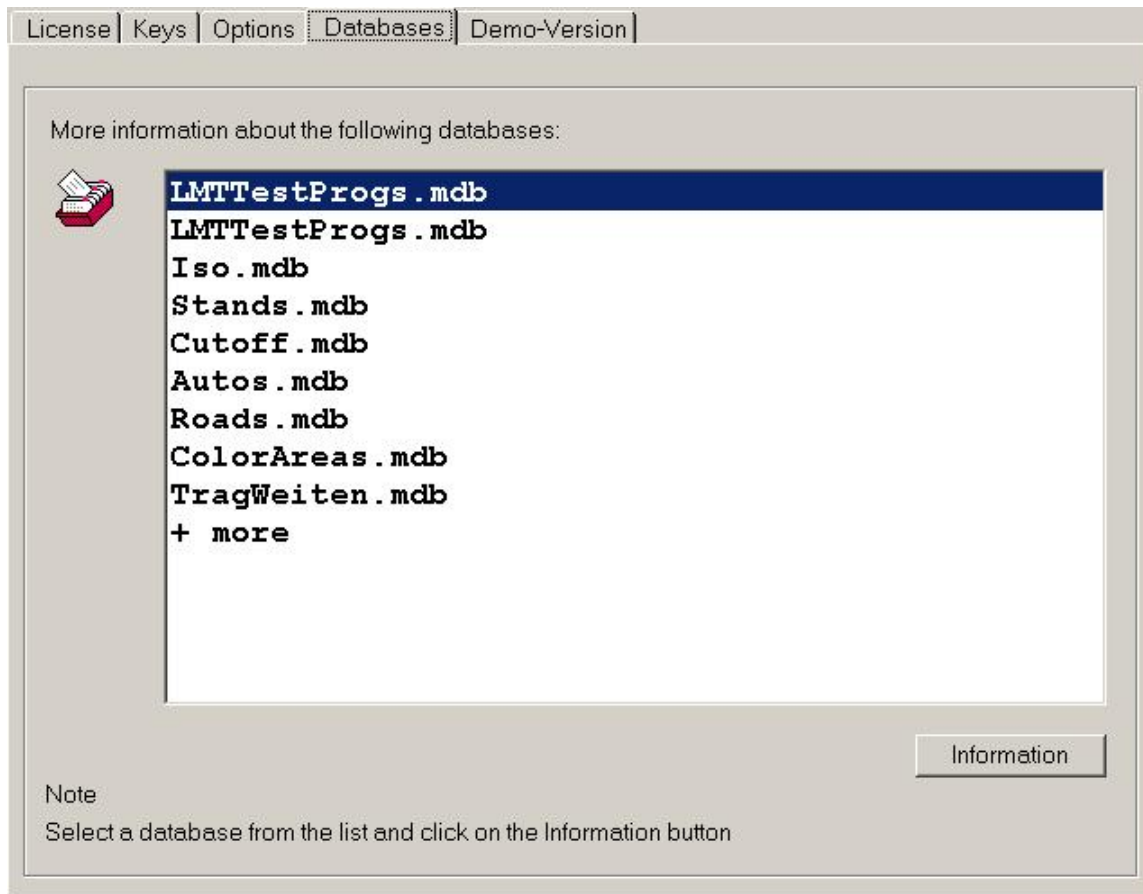 License Keys Options Databases Demo-Version
More information about the following databases:
LMTTestProgs.mdb
LMTTestProgs.mdb
Iso.mdb
Stands.mdb
Cutoff.mdb
Autos.mdb
Roads.mdb
ColorAreas.mdb
TragWeiten.mdb
+ more
Information
Note
Select a database from the list and click on the Information button